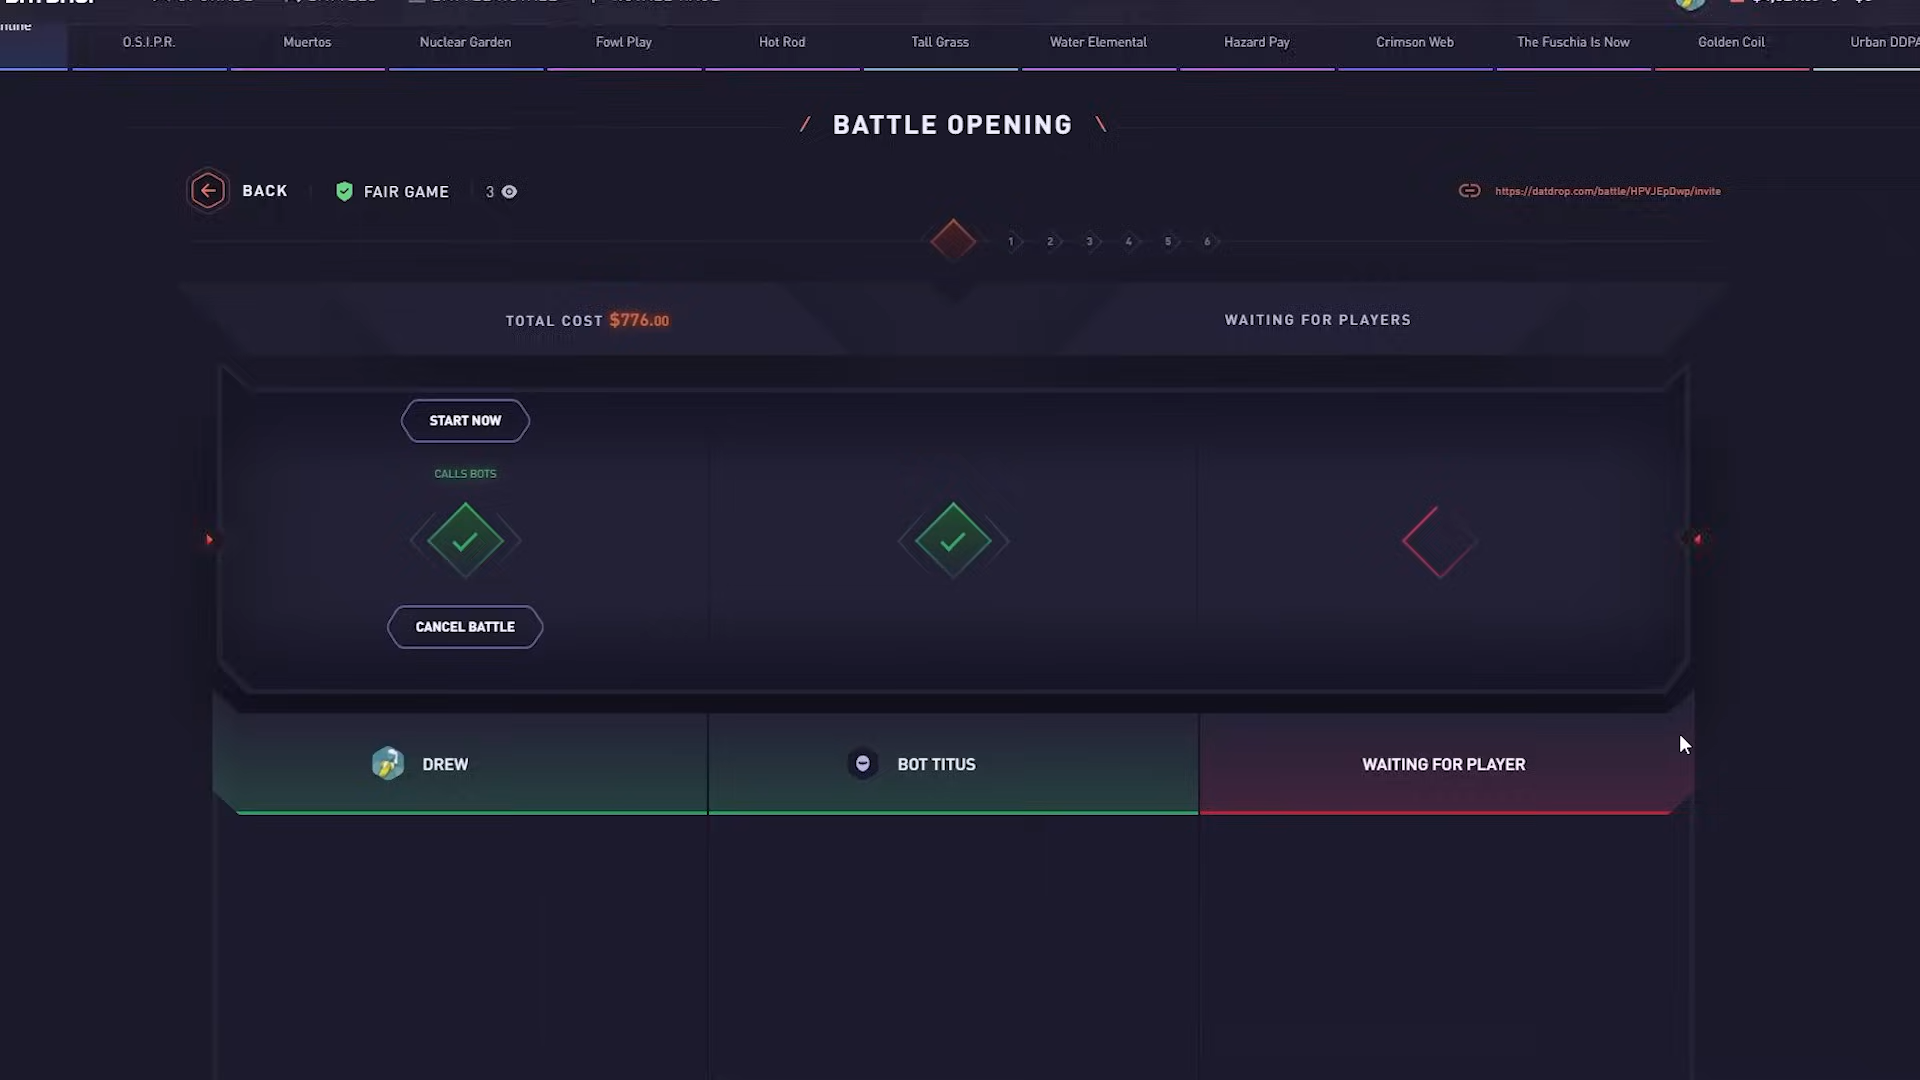 O.S.I.P.R.
Muertos
Nuclear Garden
Fowl Play
Hot Rod
Tall Grass
Water Elemental
Hazard Pay
Crimson Web
The Fuschia Is Now
Golden Coil
Urban DDPA
BATTLE OPENING
BACK
FAIR GAME
3
https://datdrop.com/battle/HPVJEpDwp/invite
1 2 3 4 5 6
TOTAL COST $776.00
WAITING FOR PLAYERS
START NOW
CALLS BOTS
CANCEL BATTLE
DREW
BOT TITUS
WAITING FOR PLAYER